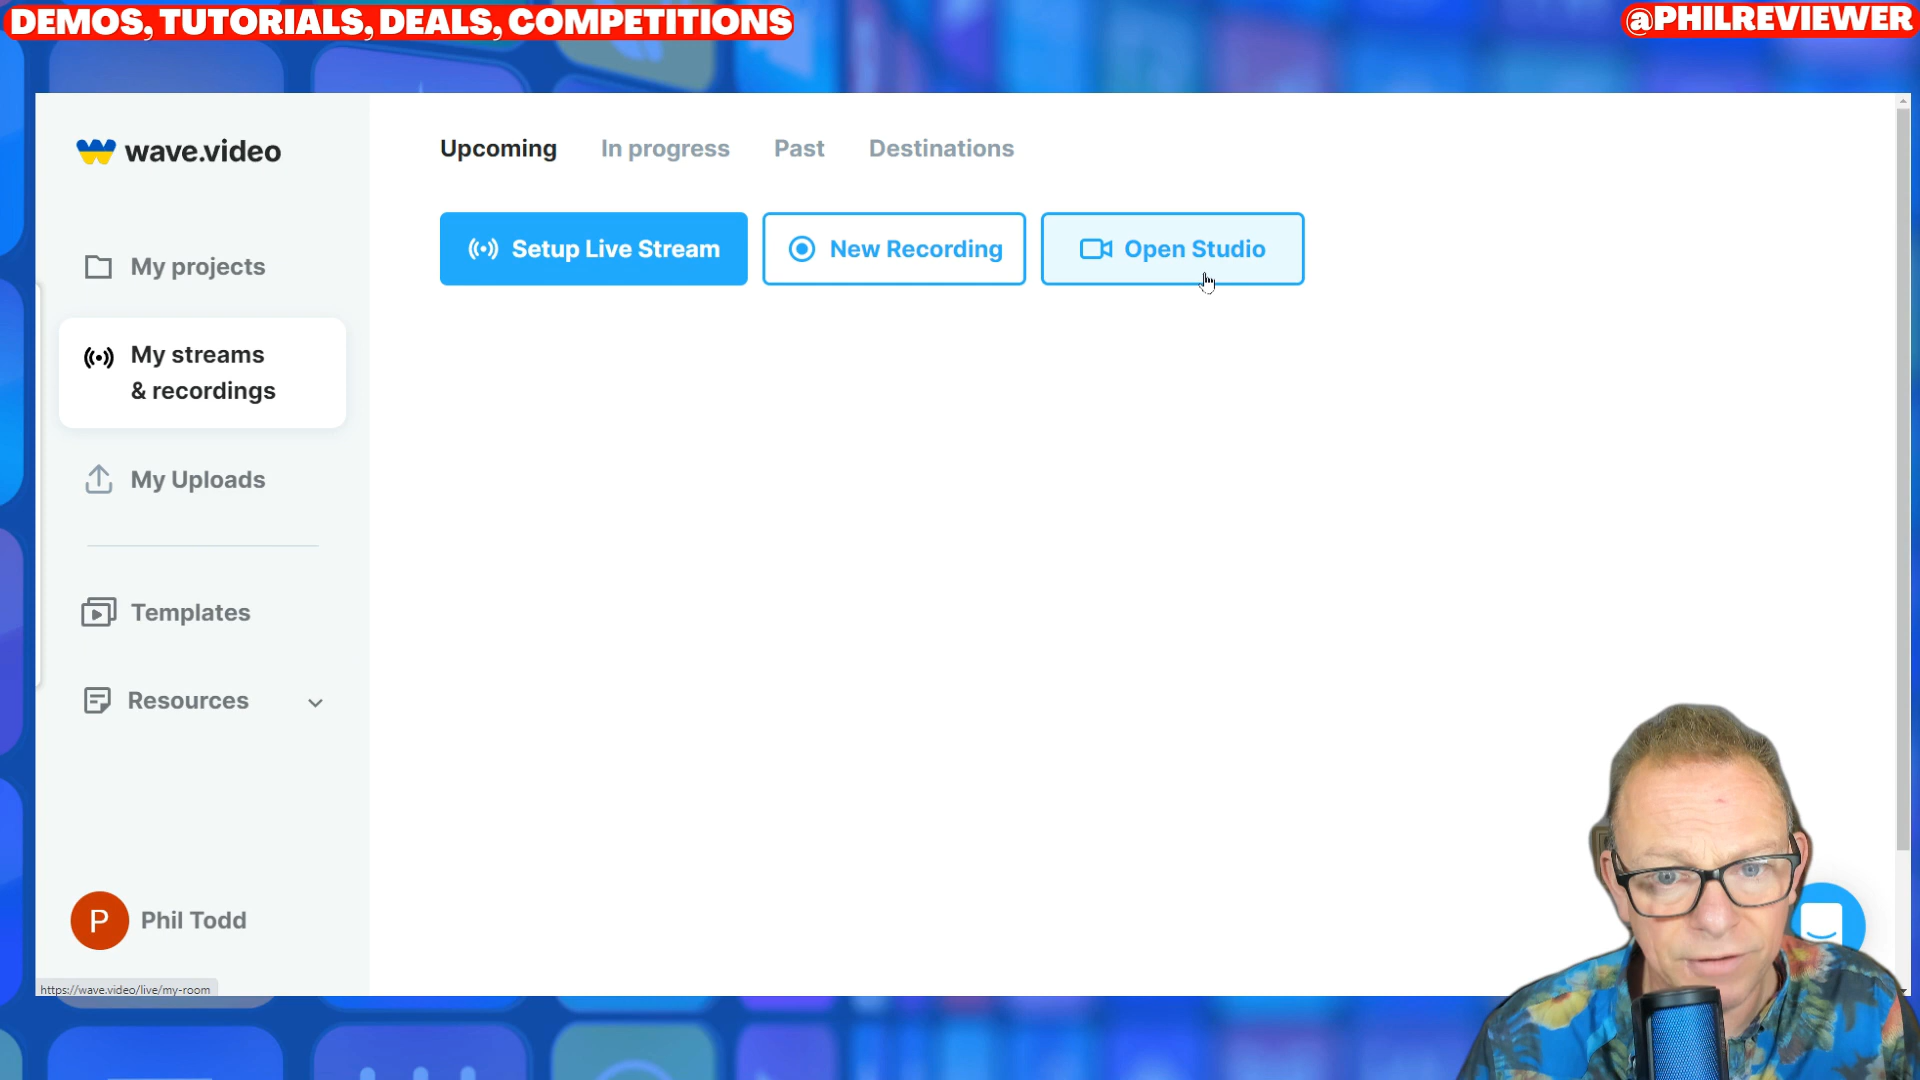 DEMOS, TUTORIALS, DEALS, COMPETITIONS
@PHILREVIEWER
wave.video
Upcoming
In progress
Past
Destinations
Setup Live Stream
New Recording
Open Studio
My projects
My streams
& recordings
My Uploads
Templates
Resources
P
Phil Todd
https://wave.video/live/my-room